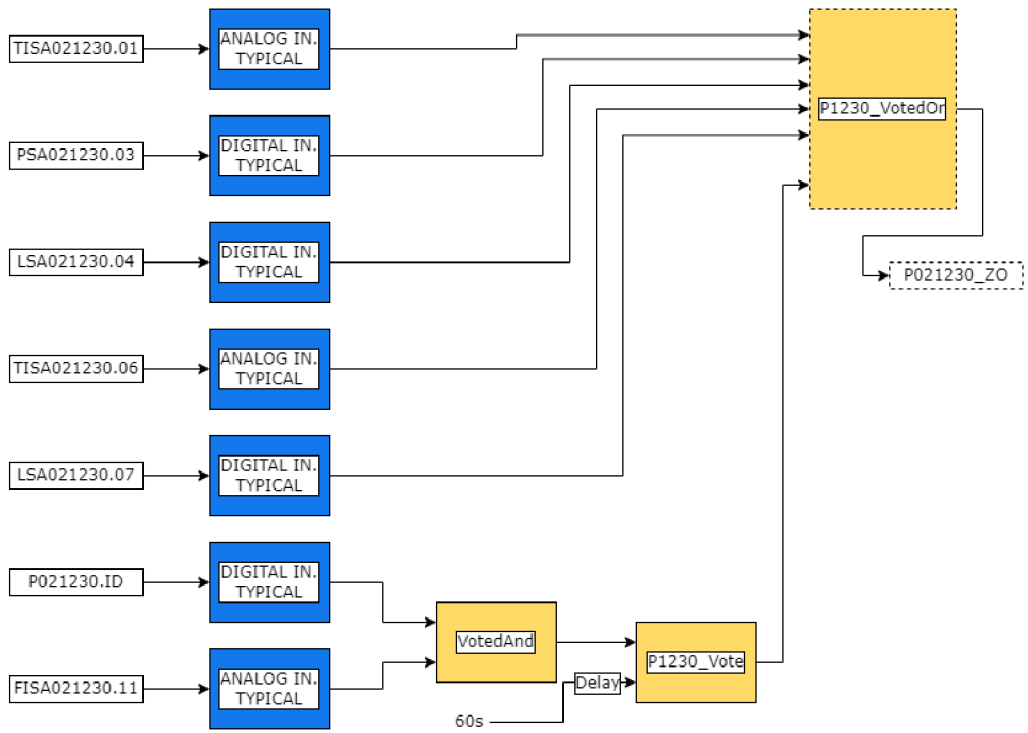 TISA021230.01
ANALOG IN.
TYPICAL
P1230_VotedOr
PSA021230.03
DIGITAL IN.
TYPICAL
LSA021230.04
DIGITAL IN.
TYPICAL
P021230_ZO
TISA021230.06
ANALOG IN.
TYPICAL
LSA021230.07
DIGITAL IN.
TYPICAL
P021230.ID
DIGITAL IN.
TYPICAL
VotedAnd
P1230_Vote
FISA021230.11
ANALOG IN.
TYPICAL
Delay
60s